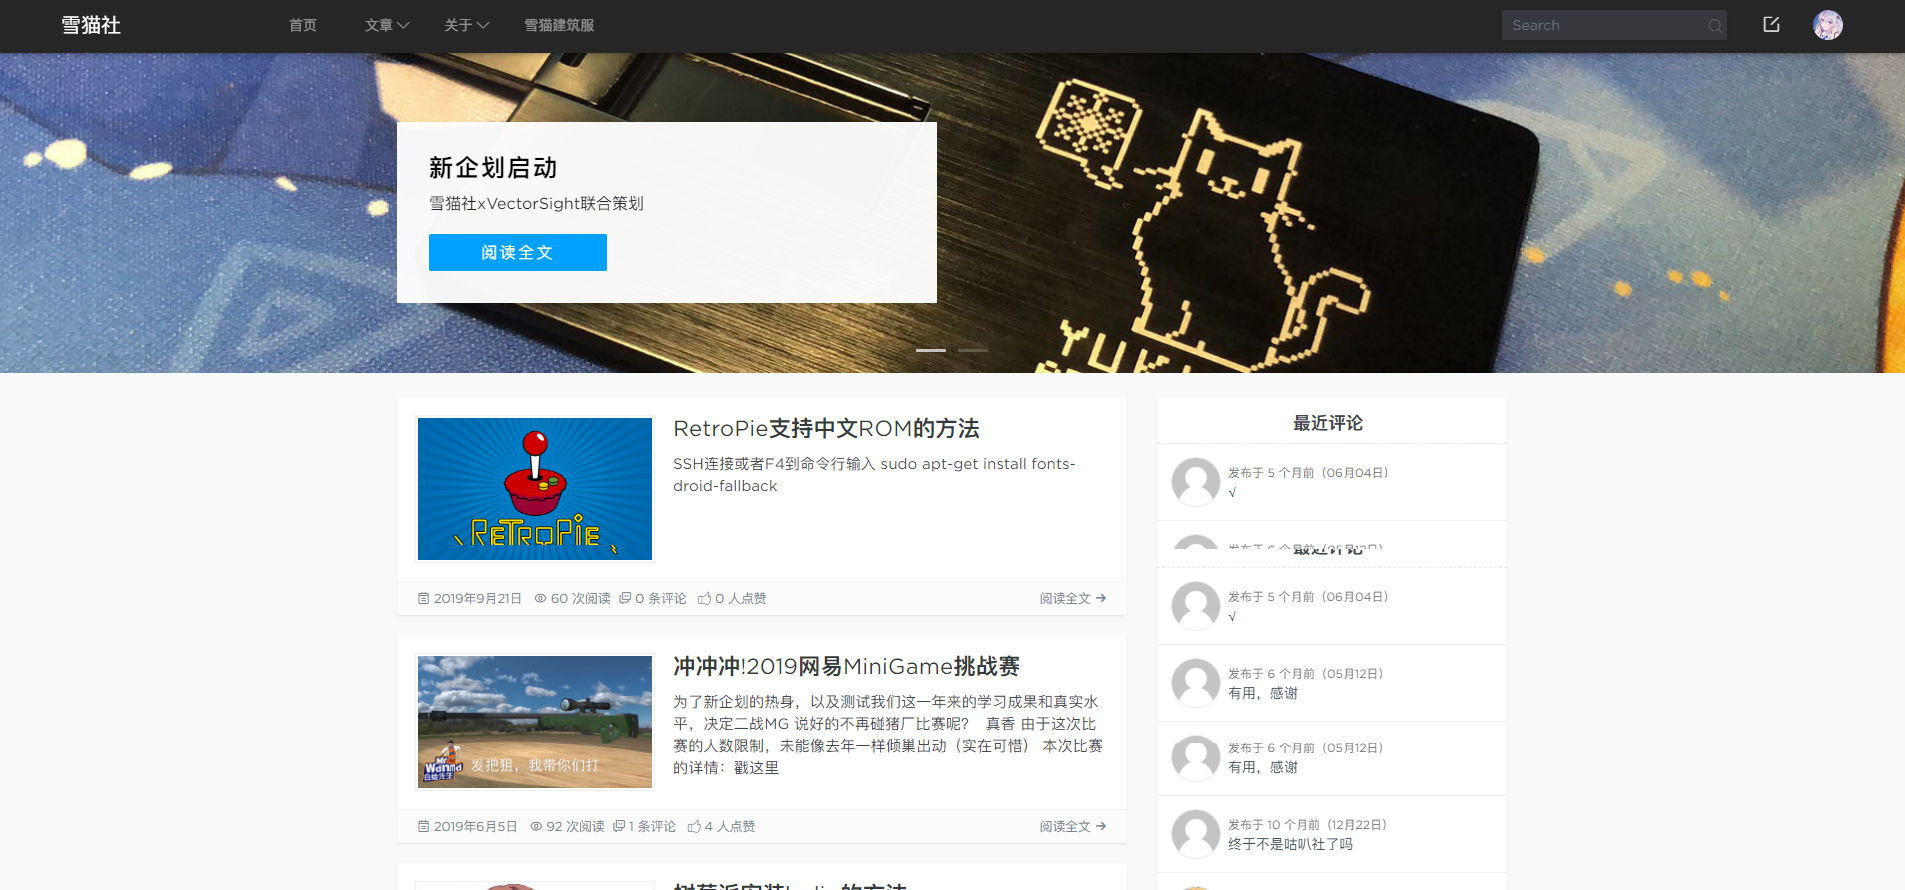 雪猫社
首页
文章
关于
雪猫建筑服
Search
新企划启动
雪猫社xVectorSight联合策划
阅读全文
RETROPIE
RetroPie支持中文ROM的方法
SSH连接或者F4到命令行输入 sudo apt-get install fonts-
droid-fallback
2019年9月21日 60 次阅读 0 条评论 0 人点赞
阅读全文
Mr
Wanma
发把狙，我带你们打
冲冲冲!2019网易MiniGame挑战赛
为了新企划的热身，以及测试我们这一年来的学习成果和真实水
平，决定二战MG 说好的不再碰猪厂比赛呢？ 真香 由于这次比
赛的人数限制，未能像去年一样倾巢出动（实在可惜） 本次比赛
的详情：戳这里
2019年6月5日 92 次阅读 1 条评论 4 人点赞
阅读全文
最近评论
发布于 5 个月前（06月04日）
√
发布于 5 个月前（06月04日）
√
发布于 6 个月前（05月12日）
有用，感谢
发布于 6 个月前（05月12日）
有用，感谢
发布于 10 个月前（12月22日）
终于不是咕叭社了吗